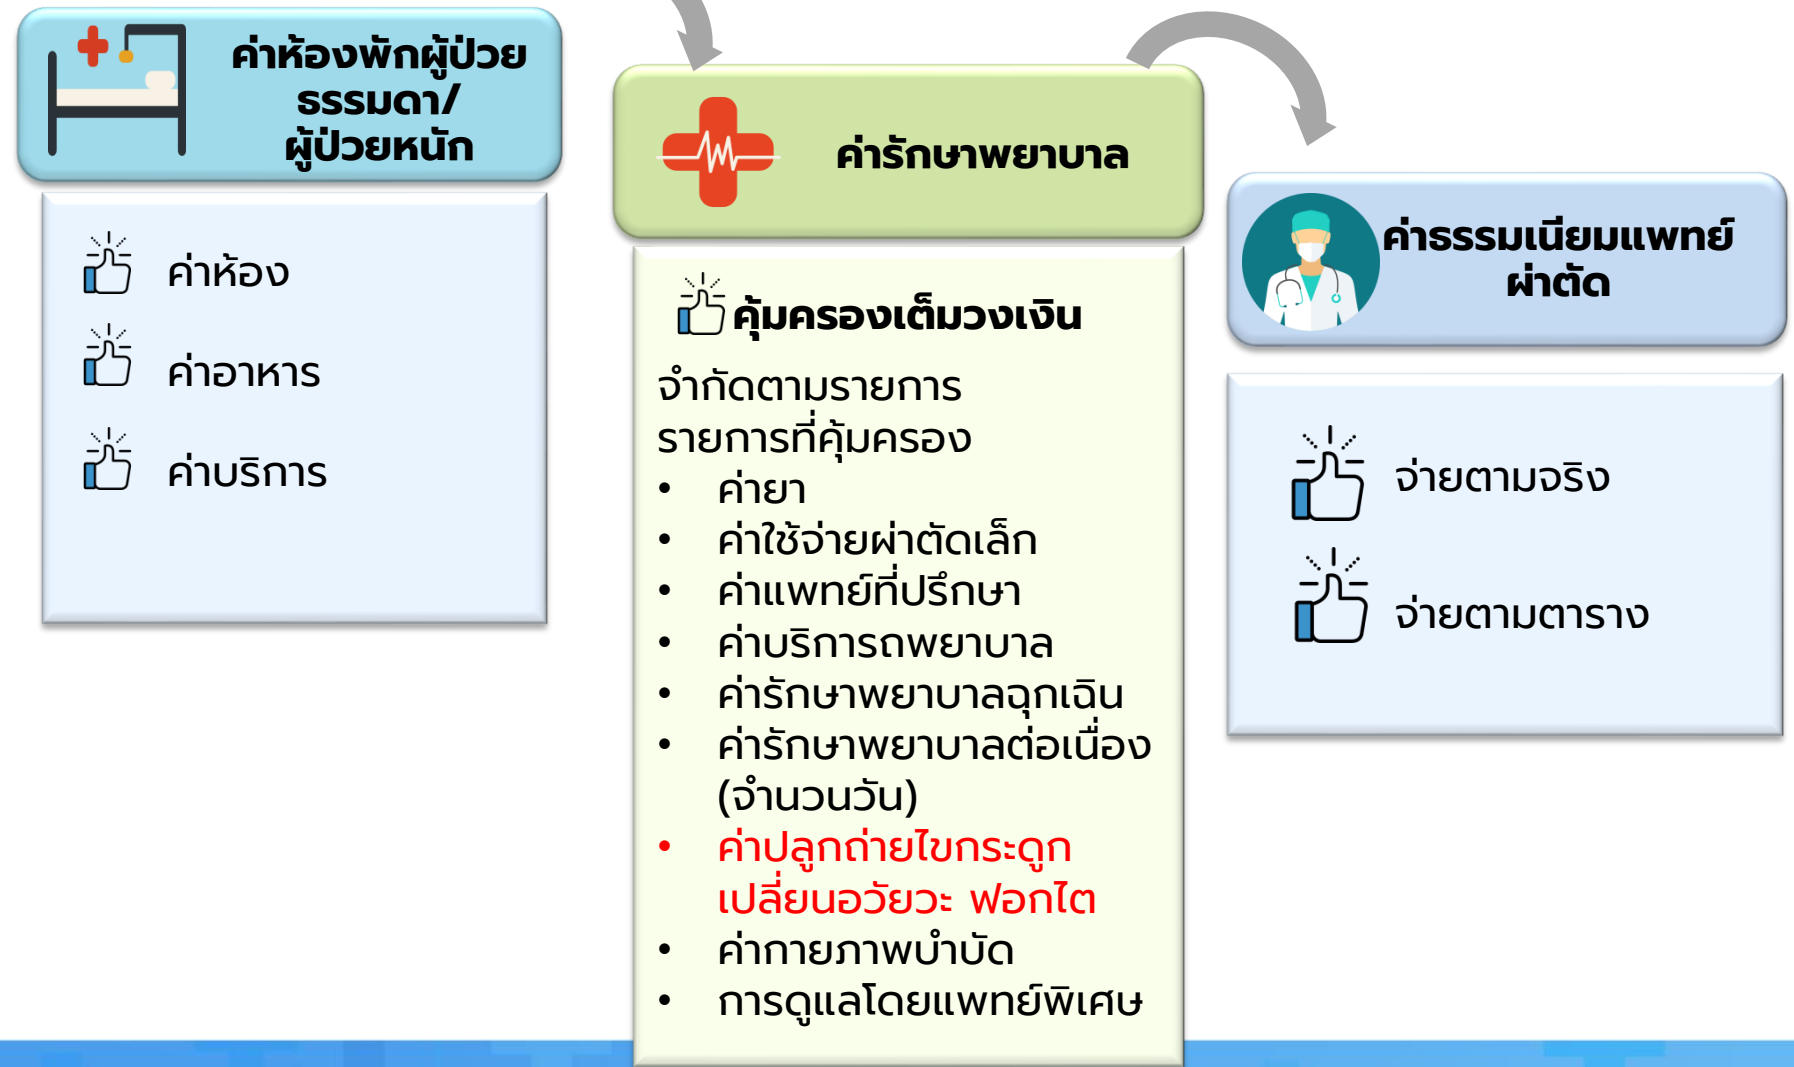 ค่าห้องพักผู้ป่วย
ธรรมดา/
ผู้ป่วยหนัก
ค่าห้อง
ค่าอาหาร
ค่าบริการ
ค่ารักษาพยาบาล
คุ้มครองเต็มวงเงิน
จำกัดตามรายการ
รายการที่คุ้มครอง
• ค่ายา
• ค่าใช้จ่ายผ่าตัดเล็ก
• ค่าแพทย์ที่ปรึกษา
• ค่าบริการถพยาบาล
• ค่ารักษาพยาบาลฉุกเฉิน
• ค่ารักษาพยาบาลต่อเนื่อง
(จำนวนวัน)
• ค่าปลูกถ่ายไขกระดูก
เปลี่ยนอวัยวะ ฟอกไต
• ค่ากายภาพบำบัด
• การดูแลโดยแพทย์พิเศษ
ค่าธรรมเนียมแพทย์
ผ่าตัด
จ่ายตามจริง
จ่ายตามตาราง